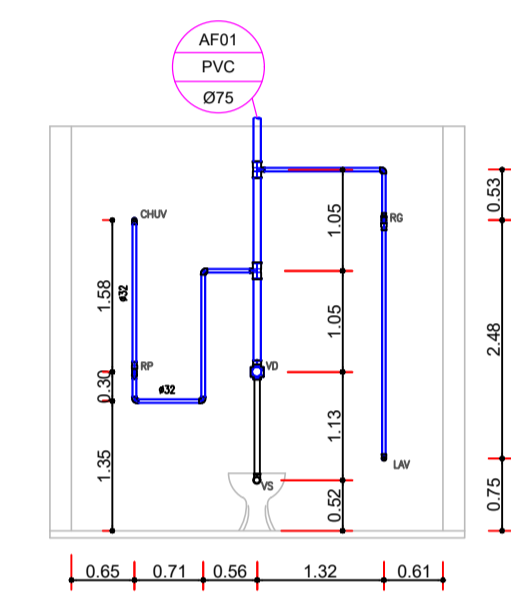 AF01
PVC
Ø75
CHUV
RG
ø32
RP
ø32
VD
LAV
VS
1.58
0.30
1.35
1.05
1.05
1.13
0.52
0.53
2.48
0.75
0.65
0.71
0.56
1.32
0.61